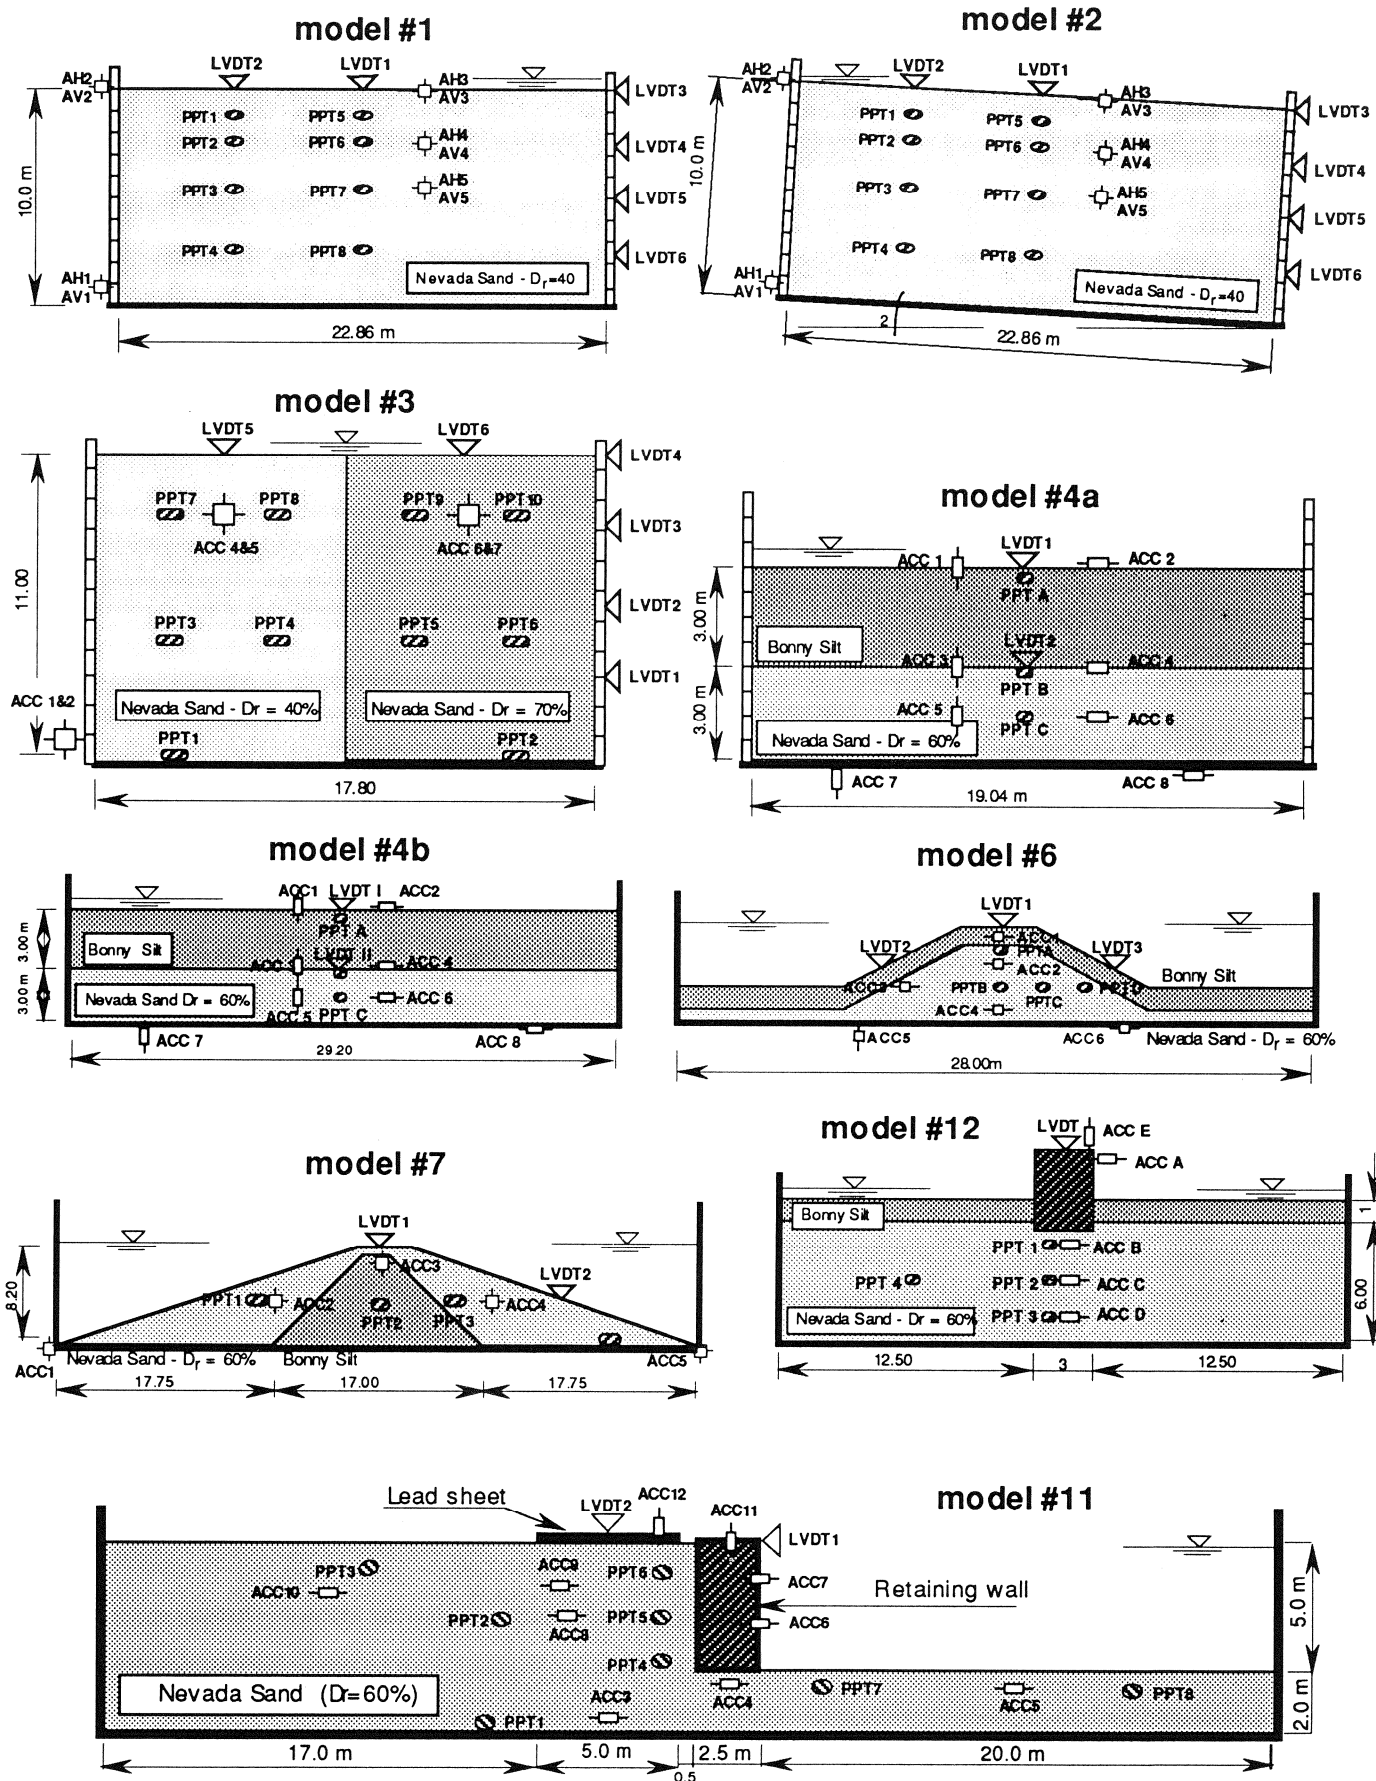 model #1
LVDT2
LVDT1
AH2
AV2
AH3
AV3
LVDT3
PPT1
PPT5
PPT2
PPT6
AH4
AV4
LVDT4
10.0 m
PPT3
PPT7
AH5
AV5
LVDT5
PPT4
PPT8
LVDT6
Nevada Sand - Dr=40
AH1
AV1
22.86 m
model #2
AH2
AV2
LVDT2
LVDT1
AH3
AV3
LVDT3
PPT1
PPT5
PPT2
PPT6
AH4
AV4
LVDT4
10.0 m
PPT3
PPT7
AH5
AV5
LVDT5
PPT4
PPT8
LVDT6
AH1
AV1
Nevada Sand - Dr=40
2
22.86 m
model #3
LVDT5
LVDT6
LVDT4
PPT7
PPT8
PPT9
PPT10
ACC 4&5
ACC 6&7
LVDT3
11.00
LVDT2
PPT3
PPT4
PPT5
PPT6
LVDT1
ACC 1&2
Nevada Sand - Dr = 40%
Nevada Sand - Dr = 70%
PPT1
PPT2
17.80
model #4a
LVDT1
ACC 1
ACC 2
PPT A
3.00 m
Bonny Silt
LVDT2
ACC 3
ACC 4
PPT B
3.00 m
ACC 5
PPT C
ACC 6
Nevada Sand - Dr = 60%
ACC 7
ACC 8
19.04 m
model #4b
ACC1
LVDT I
ACC2
PPT A
3.00 m
Bonny Silt
LVDT II
ACC
ACC 4
3.00 m
Nevada Sand Dr = 60%
ACC 6
ACC 5
PPT C
ACC 7
ACC 8
29.20
model #6
LVDT1
ACC1
LVDT2
PPTA
LVDT3
ACC2
Bonny Silt
ACC3
PPTB
PPTC
PPTD
ACC4
ACC5
ACC6
Nevada Sand - Dr = 60%
28.00m
model #7
LVDT1
ACC3
LVDT2
8.20
PPT1
ACC2
PPT2
PPT3
ACC4
ACC1
Nevada Sand - Dr = 60%
Bonny Silt
ACC5
17.75
17.00
17.75
model #12
LVDT
ACC E
ACC A
Bonny Silt
1
PPT 1
ACC B
PPT 4
PPT 2
ACC C
6.00
Nevada Sand - Dr = 60%
PPT 3
ACC D
12.50
3
12.50
model #11
Lead sheet
LVDT2
ACC12
ACC11
LVDT1
PPT3
ACC9
PPT6
ACC10
ACC7
Retaining wall
5.0 m
PPT2
ACC8
PPT5
ACC6
PPT4
Nevada Sand (Dr=60%)
ACC3
ACC4
PPT7
ACC5
PPT8
2.0 m
PPT1
17.0 m
5.0 m
0.5
2.5 m
20.0 m